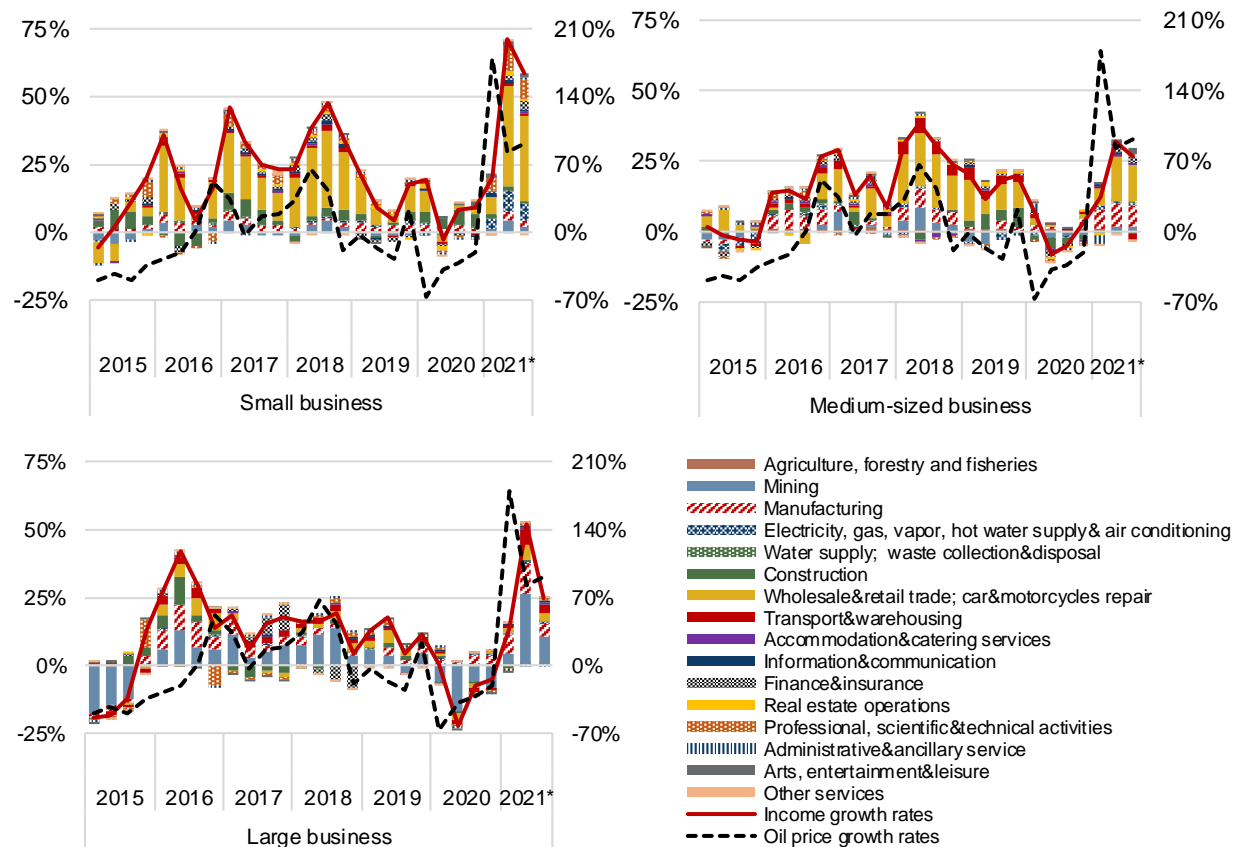 75%
50%
25%
0%
-25%
210%
140%
70%
0%
-70%
2015 2016 2017 2018 2019 2020 2021*
Small business
75%
50%
25%
0%
-25%
210%
140%
70%
0%
-70%
2015 2016 2017 2018 2019 2020 2021*
Medium-sized business
75%
50%
25%
0%
-25%
210%
140%
70%
0%
-70%
2015 2016 2017 2018 2019 2020 2021*
Large business
Agriculture, forestry and fisheries
Mining
Manufacturing
Electricity, gas, vapor, hot water supply& air conditioning
Water supply; waste collection&disposal
Construction
Wholesale&retail trade; car&motorcycles repair
Transport&warehousing
Accommodation&catering services
Information&communication
Finance&insurance
Real estate operations
Professional, scientific&technical activities
Administrative&ancillary service
Arts, entertainment&leisure
Other services
Income growth rates
Oil price growth rates